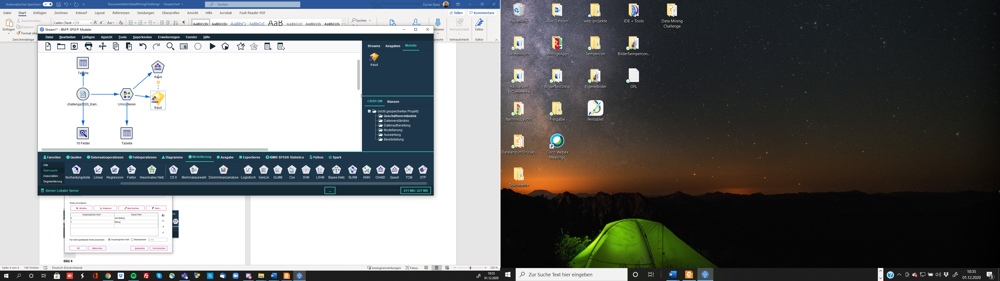 Automatisches Speichern
DocumentationDataMiningChallenge - Gespeichert
Suchen
Florian Rabe
Datei Start Einfügen Zeichnen Entwurf Layout Referenzen Sendungen Überprüfen Ansicht Hilfe Acrobat Foxit Reader PDF
Teilen Kommentare
Einfügen
Ausschneiden
Kopieren
Format übe
Zwischenablage
Calibri (Textk 11
AaBbCcDc AaBbCcDc AaBbCc AaBbCcD AaB AaBbCcD AaBbCcDc AaBbCcDc
Suchen
iktieren
prache
Vertraulichkeit
Vertraulichkeit
Editor
Editor
Stream1* - IBM® SPSS® Modeler
Datei Bearbeiten Einfügen Ansicht Tools Superknoten Erweiterungen Fenster Hilfe
Tabelle
CHAID
fraud
challenge2020_train...
Umcodieren
CHAID
fraud
10 Felder
Tabelle
Streams Ausgaben Modelle
fraud
CRISP-DM Klassen
(nicht gespeichertes Projekt)
Geschäftsverständnis
Datenverständnis
Datenaufbereitung
Modellierung
Auswertung
Bereitstellung
Favoriten Quellen Datensatzoperationen Feldoperationen Diagramme Modellierung Ausgabe Exportieren IBM® SPSS® Statistics Python Spark
Alle
Überwacht
Assoziation
Segmentierung
ntscheidungsliste Linear Regression Faktor Neuronales Netz C5.0 Merkmalauswahl Diskriminanzanalyse Logistisch GenLin GLMM Cox SVM LSVM Bayes-Netz SLRM KNN CHAID Quest TCM STP
Server: Lokaler Server
...
211 MB / 227 MB
Werte umcodieren:
Abrufen Kopieren Neu löschen Auto...
Ursprünglicher Wert Neuer Wert
0 kein Betrug
1 Betrug
Für nicht spezifizierte Werte verwenden: Ursprünglicher Wert Standardwert undef
OK Abbrechen Anwenden Zurücksetzen
Bild 4
Seite 4 von 4 149 Wörter Deutsch (Deutschland)
Anzeigeeinstellungen Fokus 100 %
10:35
01.12.2020
Papierkorb
Alle Dateien
web-projekte
IDE + Tools
Data Mining
Challenge
Screenshots
SonstigeApps
Sempercon
BilderSempercon...
Hausarbeit
E-Commerce
BilderTestShop
EigeneBilder
OFL
NethinksLayout
Freigabe
Pentablet
DateienzumDrucke...
Cisco Webex
Meetings
Dokumente
Zur Suche Text hier eingeben
10:35
01.12.2020
3